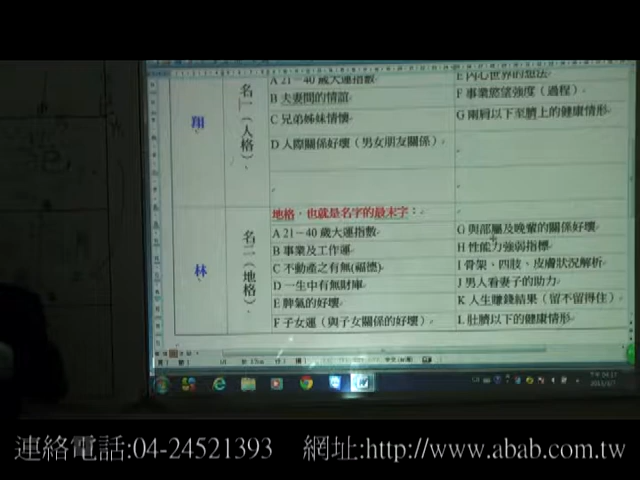 A 21－40 歲大運指數
E 內心世界的想法
B 夫妻間的情誼
F 事業慾望強度（過程）
C 兄弟姊妹情懷
G 兩肩以下至臍上的健康情形
D 人際關係好壞（男女朋友關係）
翔
名一（人格）
地格，也就是名字的最末字：
A 21－40 歲大運指數
G 與部屬及晚輩的關係好壞
B 事業及工作運
H 性能力強弱指標
C 不動產之有無(福德)
I 骨架、四肢、皮膚狀況解析
D 一生中有無財庫
J 男人看妻子的助力
E 脾氣的好壞
K 人生賺錢結果（留不留得住）
F 子女運（與子女關係的好壞）
L 肚臍以下的健康情形
林
名二（地格）
連絡電話:04-24521393 網址:http://www.abab.com.tw